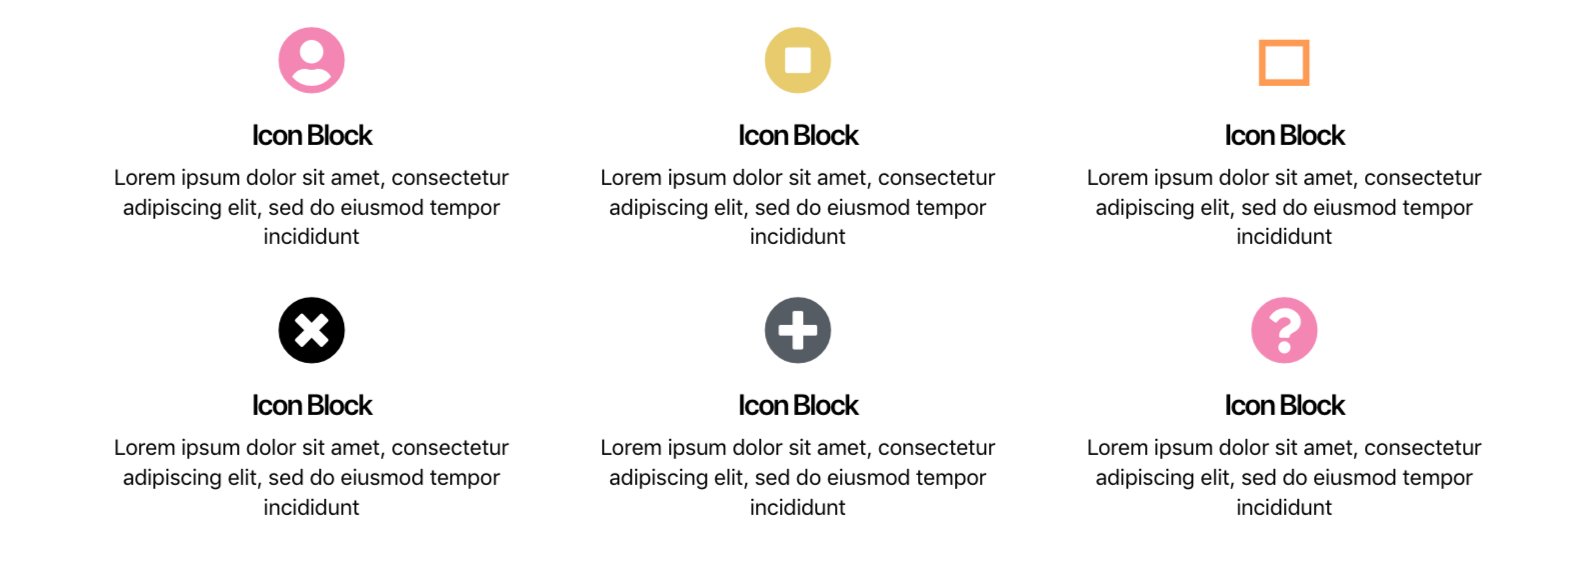 Icon Block
Lorem ipsum dolor sit amet, consectetur
adipiscing elit, sed do eiusmod tempor
incididunt
Icon Block
Lorem ipsum dolor sit amet, consectetur
adipiscing elit, sed do eiusmod tempor
incididunt
Icon Block
Lorem ipsum dolor sit amet, consectetur
adipiscing elit, sed do eiusmod tempor
incididunt
Icon Block
Lorem ipsum dolor sit amet, consectetur
adipiscing elit, sed do eiusmod tempor
incididunt
Icon Block
Lorem ipsum dolor sit amet, consectetur
adipiscing elit, sed do eiusmod tempor
incididunt
Icon Block
Lorem ipsum dolor sit amet, consectetur
adipiscing elit, sed do eiusmod tempor
incididunt